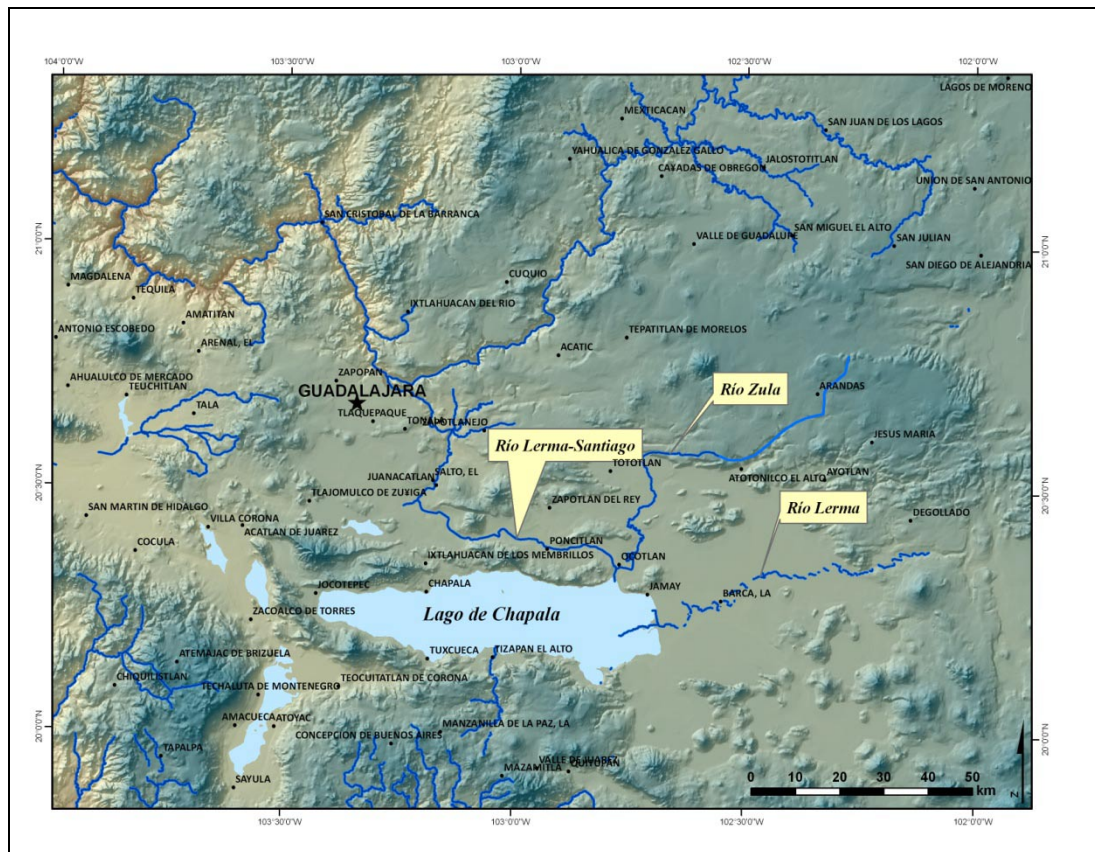 104°0'0"W 103°30'0"W 103°0'0"W 102°30'0"W 102°0'0"W
LAGOS DE MORENO
MEXTICACAN
SAN JUAN DE LOS LAGOS
YAHUALICA DE GONZALEZ GALLO
JALOSTOTITLAN
CAÝADAS DE OBREGON
UNION DE SAN ANTONIO
SAN CRISTOBAL DE LA BARRANCA
21°0'0"N
SAN MIGUEL EL ALTO
VALLE DE GUADALUPE
SAN JULIAN
21°0'0"N
SAN DIEGO DE ALEJANDRIA
MAGDALENA
CUQUIO
TEQUILA
IXTLAHUACAN DEL RIO
AMATITAN
ANTONIO ESCOBEDO
TEPATITLAN DE MORELOS
ARENAL, EL
ACATIC
ZAPOPAN
AHUALULCO DE MERCADO
TEUCHITLAN
GUADALAJARA
Río Zula
ARANDAS
TALA
TLAQUEPAQUE
TONALA
ZAPOTLANEJO
Río Lerma-Santiago
JESUS MARIA
TOTOTLAN
JUANACATLAN
SALTO, EL
ATOTONILCO EL ALTO
AYOTLAN
20°30'0"N
TLAJOMULCO DE ZUÝIGA
ZAPOTLAN DEL REY
Río Lerma
20°30'0"N
SAN MARTIN DE HIDALGO
VILLA CORONA
ACATLAN DE JUAREZ
DEGOLLADO
COCULA
IXTLAHUACAN DE LOS MEMBRILLOS
PONCITLAN
OCOTLAN
JOCOTEPEC
CHAPALA
JAMAY
BARCA, LA
Lago de Chapala
ZACOALCO DE TORRES
ATEMAJAC DE BRIZUELA
TUXCUECA
TIZAPAN EL ALTO
CHIQUILISTLAN
TECHALUTA DE MONTENEGRO
TEOCUITATLAN DE CORONA
20°0'0"N
AMACUECA
ATOYAC
CONCEPCION DE BUENOS AIRES
MANZANILLA DE LA PAZ, LA
20°0'0"N
TAPALPA
VALLE DE JUAREZ
QUITUPAN
MAZAMITLA
SAYULA
0 10 20 30 40 50
km
N
103°30'0"W 103°0'0"W 102°30'0"W 102°0'0"W